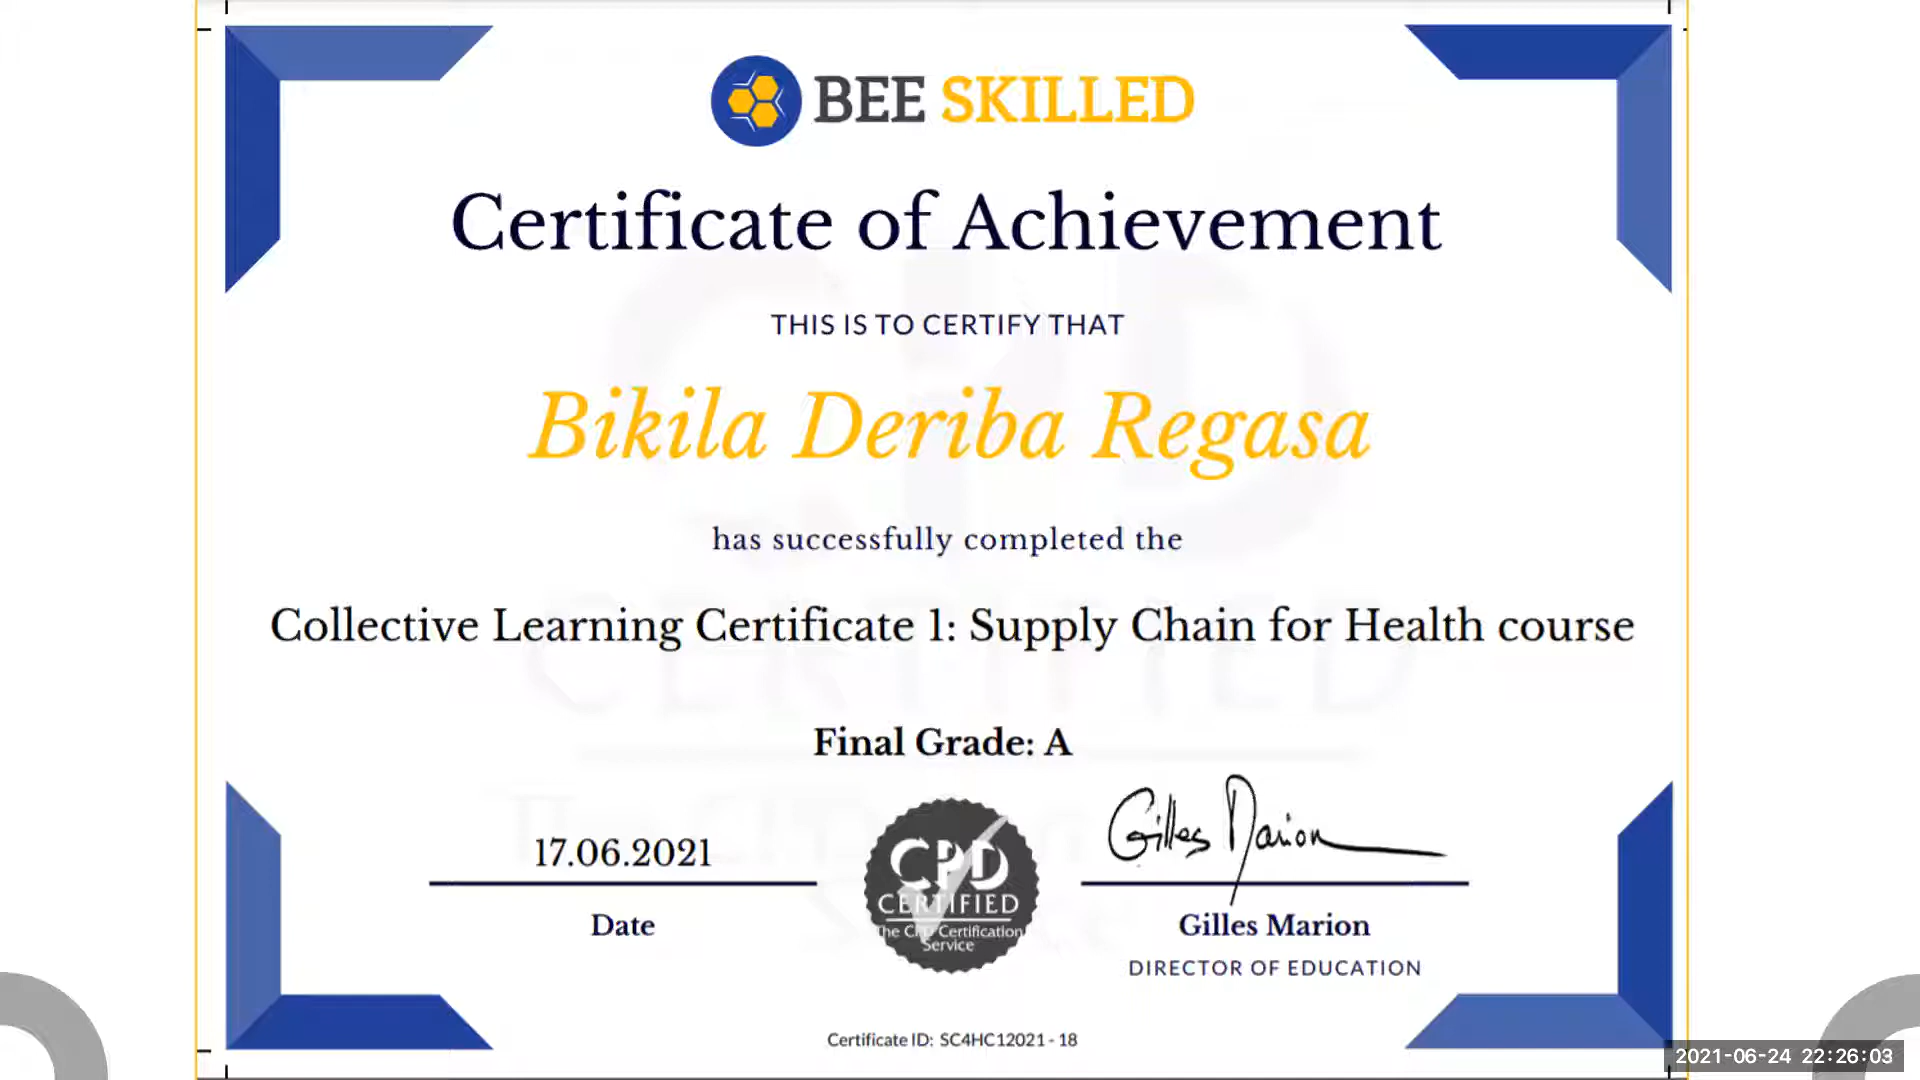 BEE SKILLED
Certificate of Achievement
THIS IS TO CERTIFY THAT
Bikila Deriba Regasa
has successfully completed the
Collective Learning Certificate 1: Supply Chain for Health course
Final Grade: A
17.06.2021
Date
CPD
CERTIFIED
The CPD Certification
Service
Gilles Marion
Gilles Marion
DIRECTOR OF EDUCATION
Certificate ID: SC4HC12021 - 18
2021-06-24 22:26:03